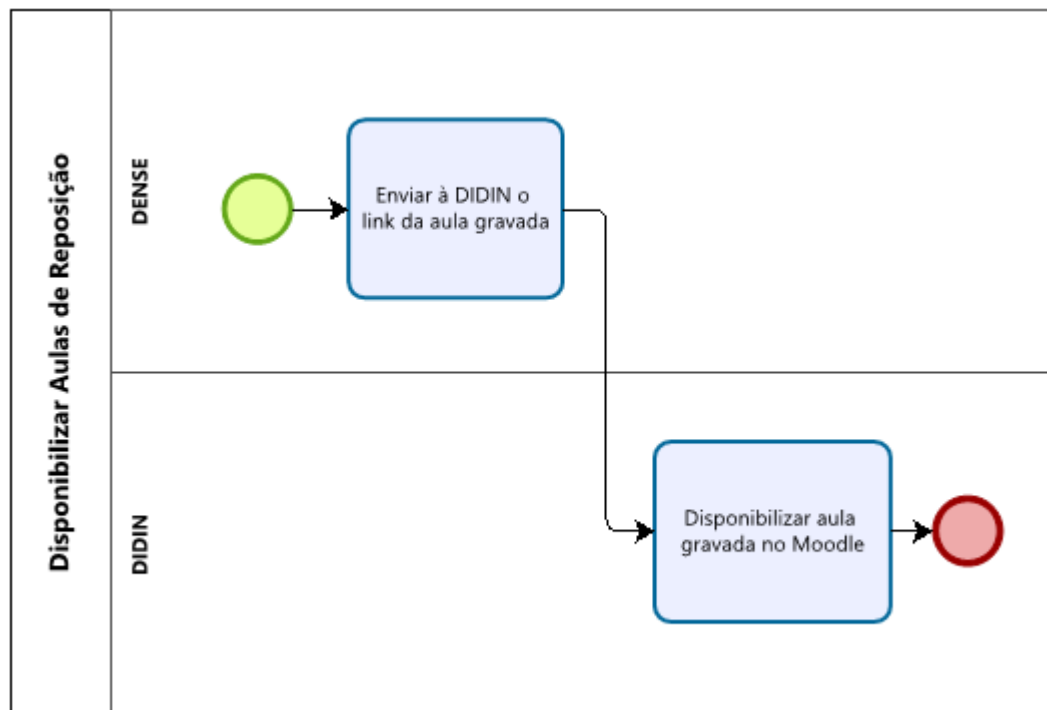 Disponibilizar Aulas de Reposição
DENSE
Enviar à DIDIN o
link da aula gravada
DIDIN
Disponibilizar aula
gravada no Moodle